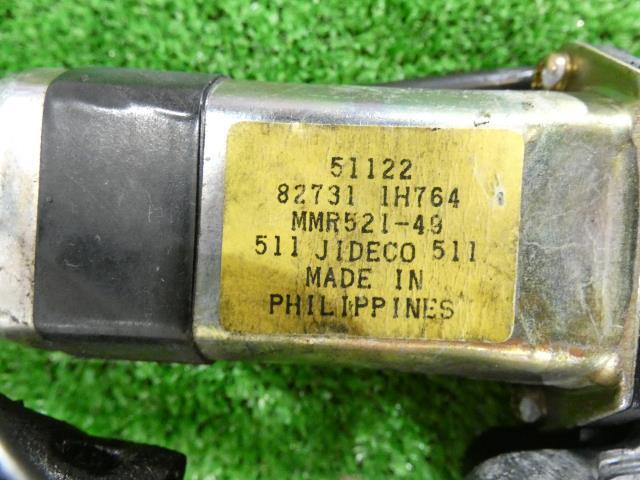 51122
82731 1H764
MMR521-49
511 JIDECO 511
MADE IN
PHILIPPINES